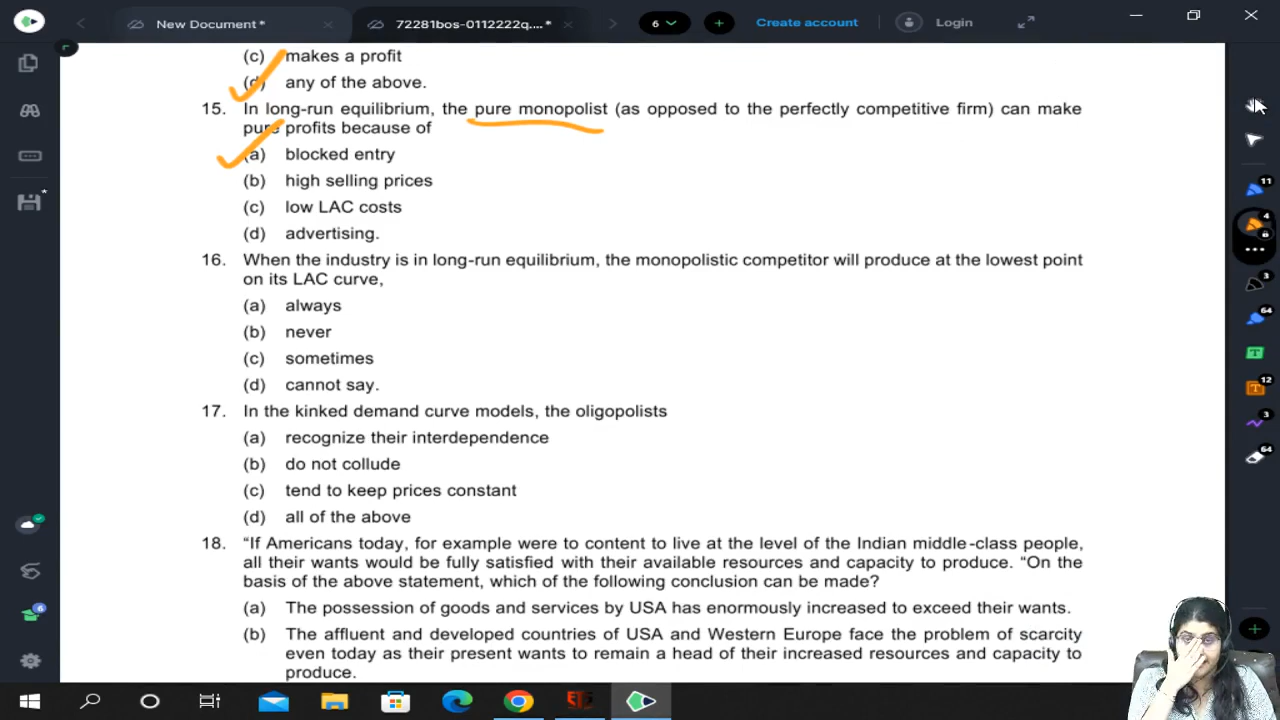 New Document*
72281bos-0112222q....*
6
Create account
Login
(c) makes a profit
(d) any of the above.
15. In long-run equilibrium, the pure monopolist (as opposed to the perfectly competitive firm) can make
pure profits because of
(a) blocked entry
(b) high selling prices
(c) low LAC costs
(d) advertising.
16. When the industry is in long-run equilibrium, the monopolistic competitor will produce at the lowest point
on its LAC curve,
(a) always
(b) never
(c) sometimes
(d) cannot say.
17. In the kinked demand curve models, the oligopolists
(a) recognize their interdependence
(b) do not collude
(c) tend to keep prices constant
(d) all of the above
18. “If Americans today, for example were to content to live at the level of the Indian middle-class people,
all their wants would be fully satisfied with their available resources and capacity to produce. “On the
basis of the above statement, which of the following conclusion can be made?
(a) The possession of goods and services by USA has enormously increased to exceed their wants.
(b) The affluent and developed countries of USA and Western Europe face the problem of scarcity
even today as their present wants to remain a head of their increased resources and capacity to
produce.
11
4
3
64
12
3
64
6